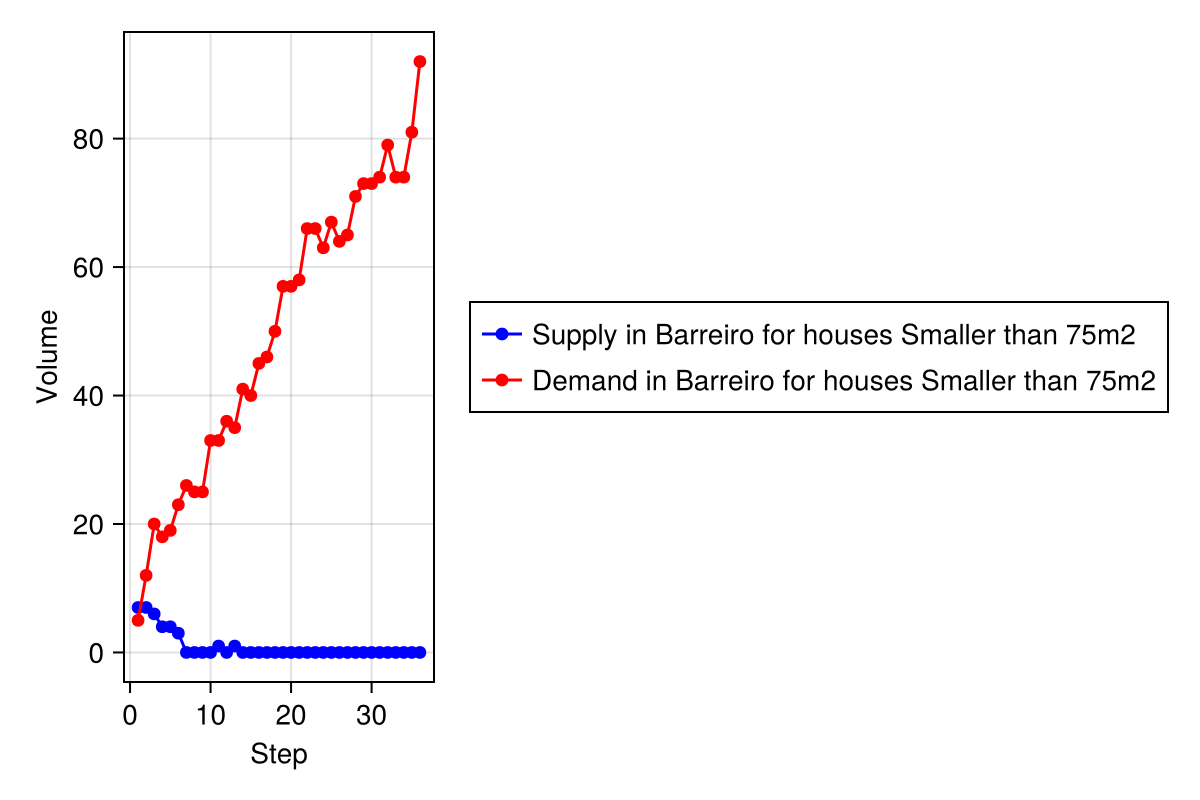 Volume
80
60
40
20
0
0 10 20 30
Step
Supply in Barreiro for houses Smaller than 75m2
Demand in Barreiro for houses Smaller than 75m2